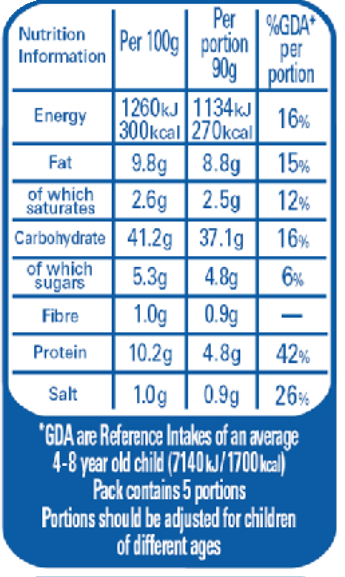 Nutrition Information Per 100g Per portion 90g %GDA* per portion
Energy 1260kJ 300kcal 1134kJ 270kcal 16%
Fat 9.8g 8.8g 15%
of which saturates 2.6g 2.5g 12%
Carbohydrate 41.2g 37.1g 16%
of which sugars 5.3g 4.8g 6%
Fibre 1.0g 0.9g —
Protein 10.2g 4.8g 42%
Salt 1.0g 0.9g 26%
*GDA are Reference Intakes of an average
4-8 year old child (7140kJ/1700kcal)
Pack contains 5 portions
Portions should be adjusted for children
of different ages